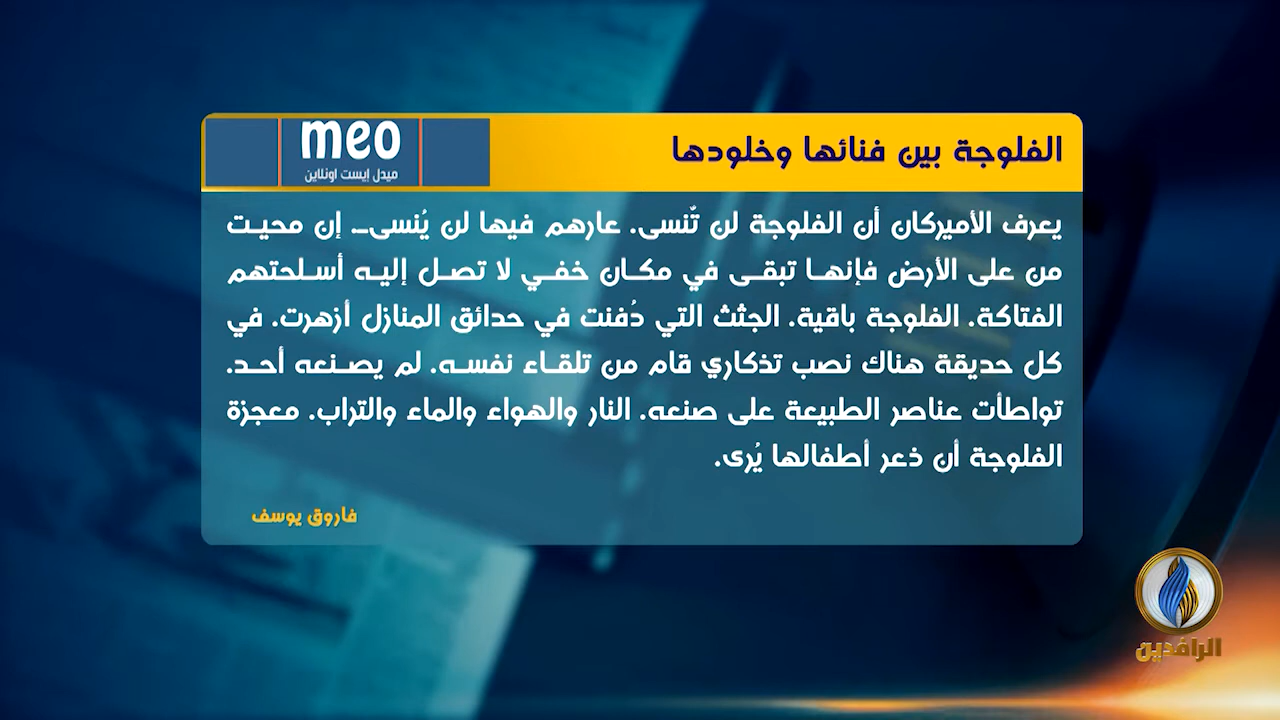 الفلوجة بين فنائها وخلودها
meo
ميدل إيست اونلاين
يعرف الأميركان أن الفلوجة لن تّنسى. عارهم فيها لن يُنسى. إن محيت
من على الأرض فإنها تبقى في مكان خفي لا تصل إليه أسلحتهم
الفتاكة. الفلوجة باقية. الجثث التي دُفنت في حدائق المنازل أزهرت. في
كل حديقة هناك نصب تذكاري قام من تلقاء نفسه. لم يصنعه أحد.
تواطأت عناصر الطبيعة على صنعه. النار والهواء والماء والتراب. معجزة
الفلوجة أن ذعر أطفالها يُرى.
فاروق يوسف
الرافدين